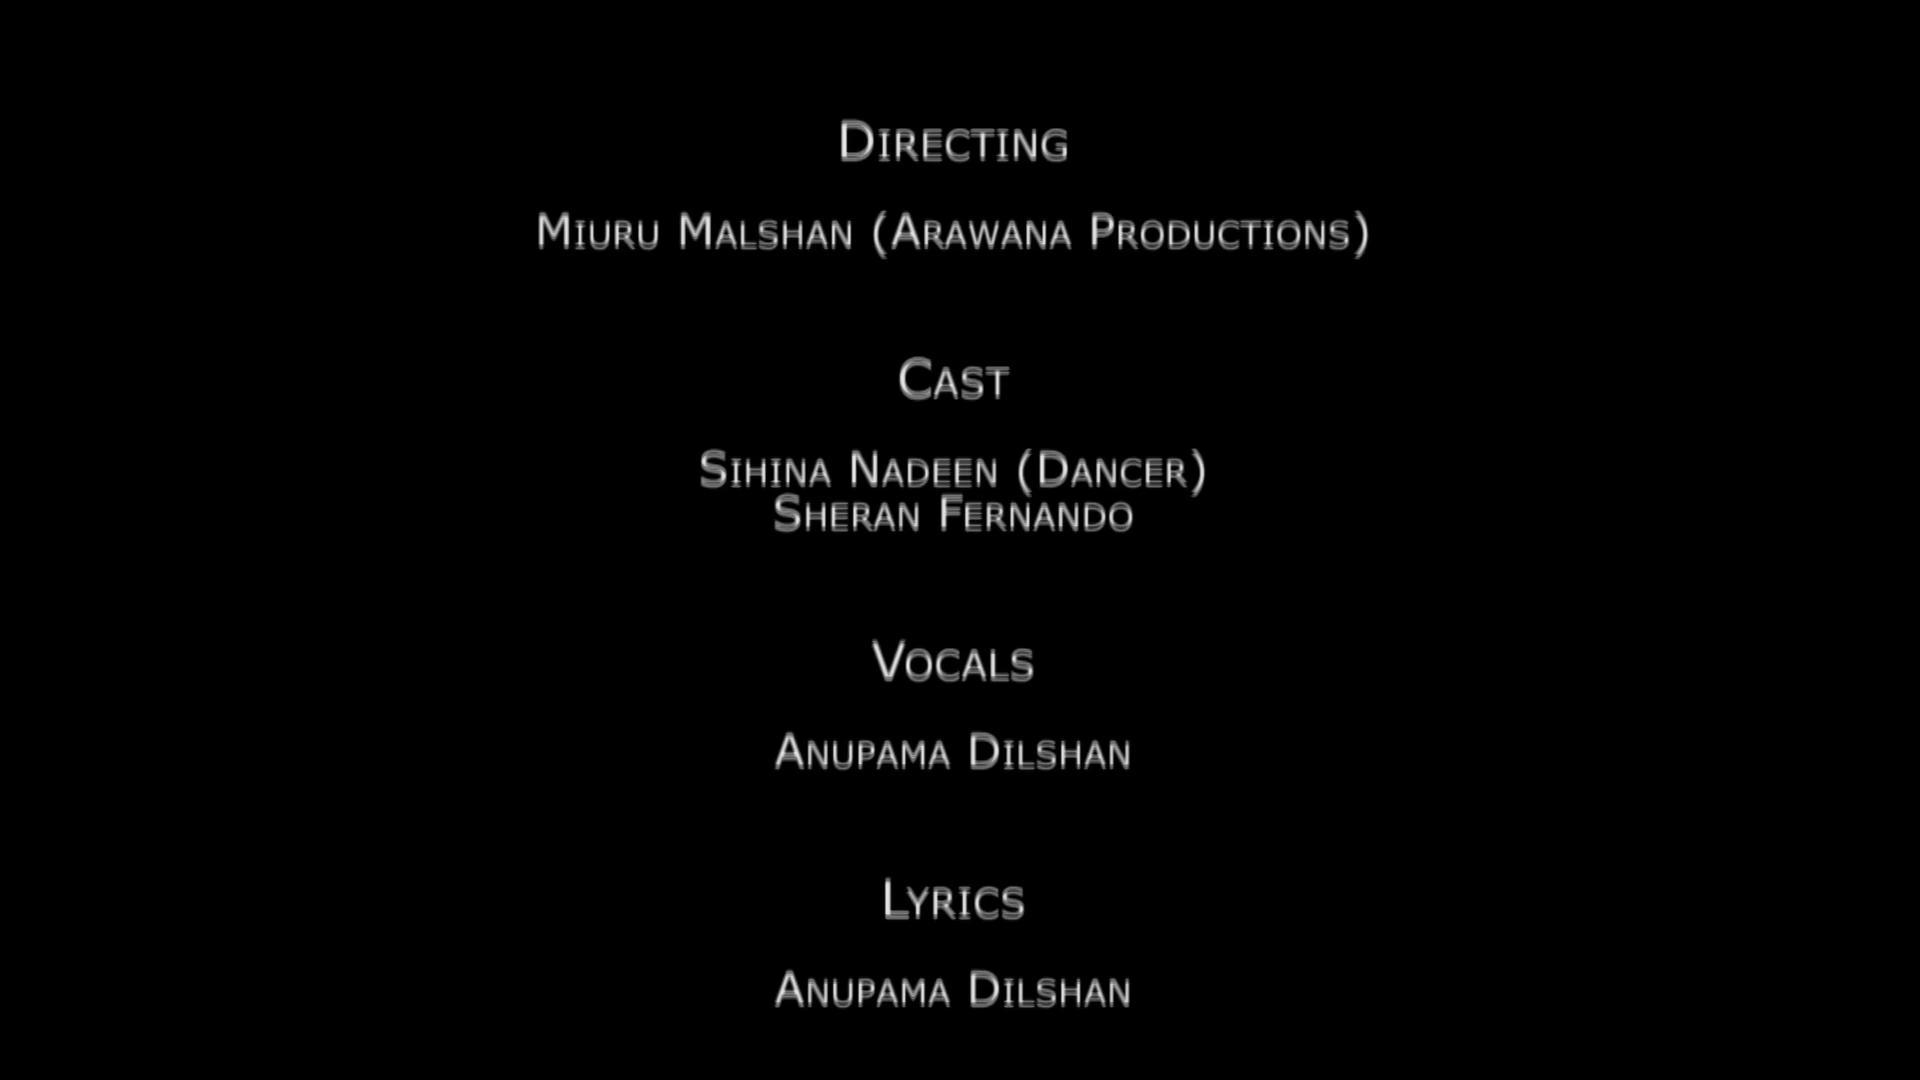 Directing
Miuru Malshan (Arawana Productions)
Cast
Sihina Nadeen (Dancer)
Sheran Fernando
Vocals
Anupama Dilshan
Lyrics
Anupama Dilshan